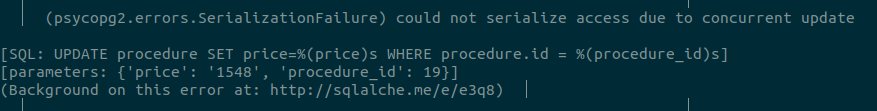 (psycopg2.errors.SerializationFailure) could not serialize access due to concurrent update
[SQL: UPDATE procedure SET price=%(price)s WHERE procedure.id = %(procedure_id)s]
[parameters: {'price': '1548', 'procedure_id': 19}]
(Background on this error at: http://sqlalche.me/e/e3q8)